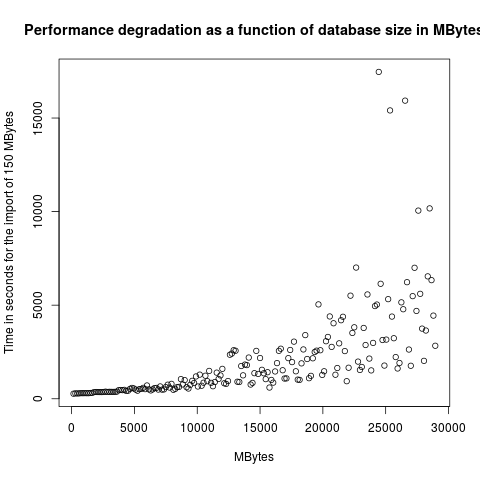 Performance degradation as a function of database size in MBytes
Time in seconds for the import of 150 MBytes
15000
10000
5000
0
0 5000 10000 15000 20000 25000 30000
MBytes